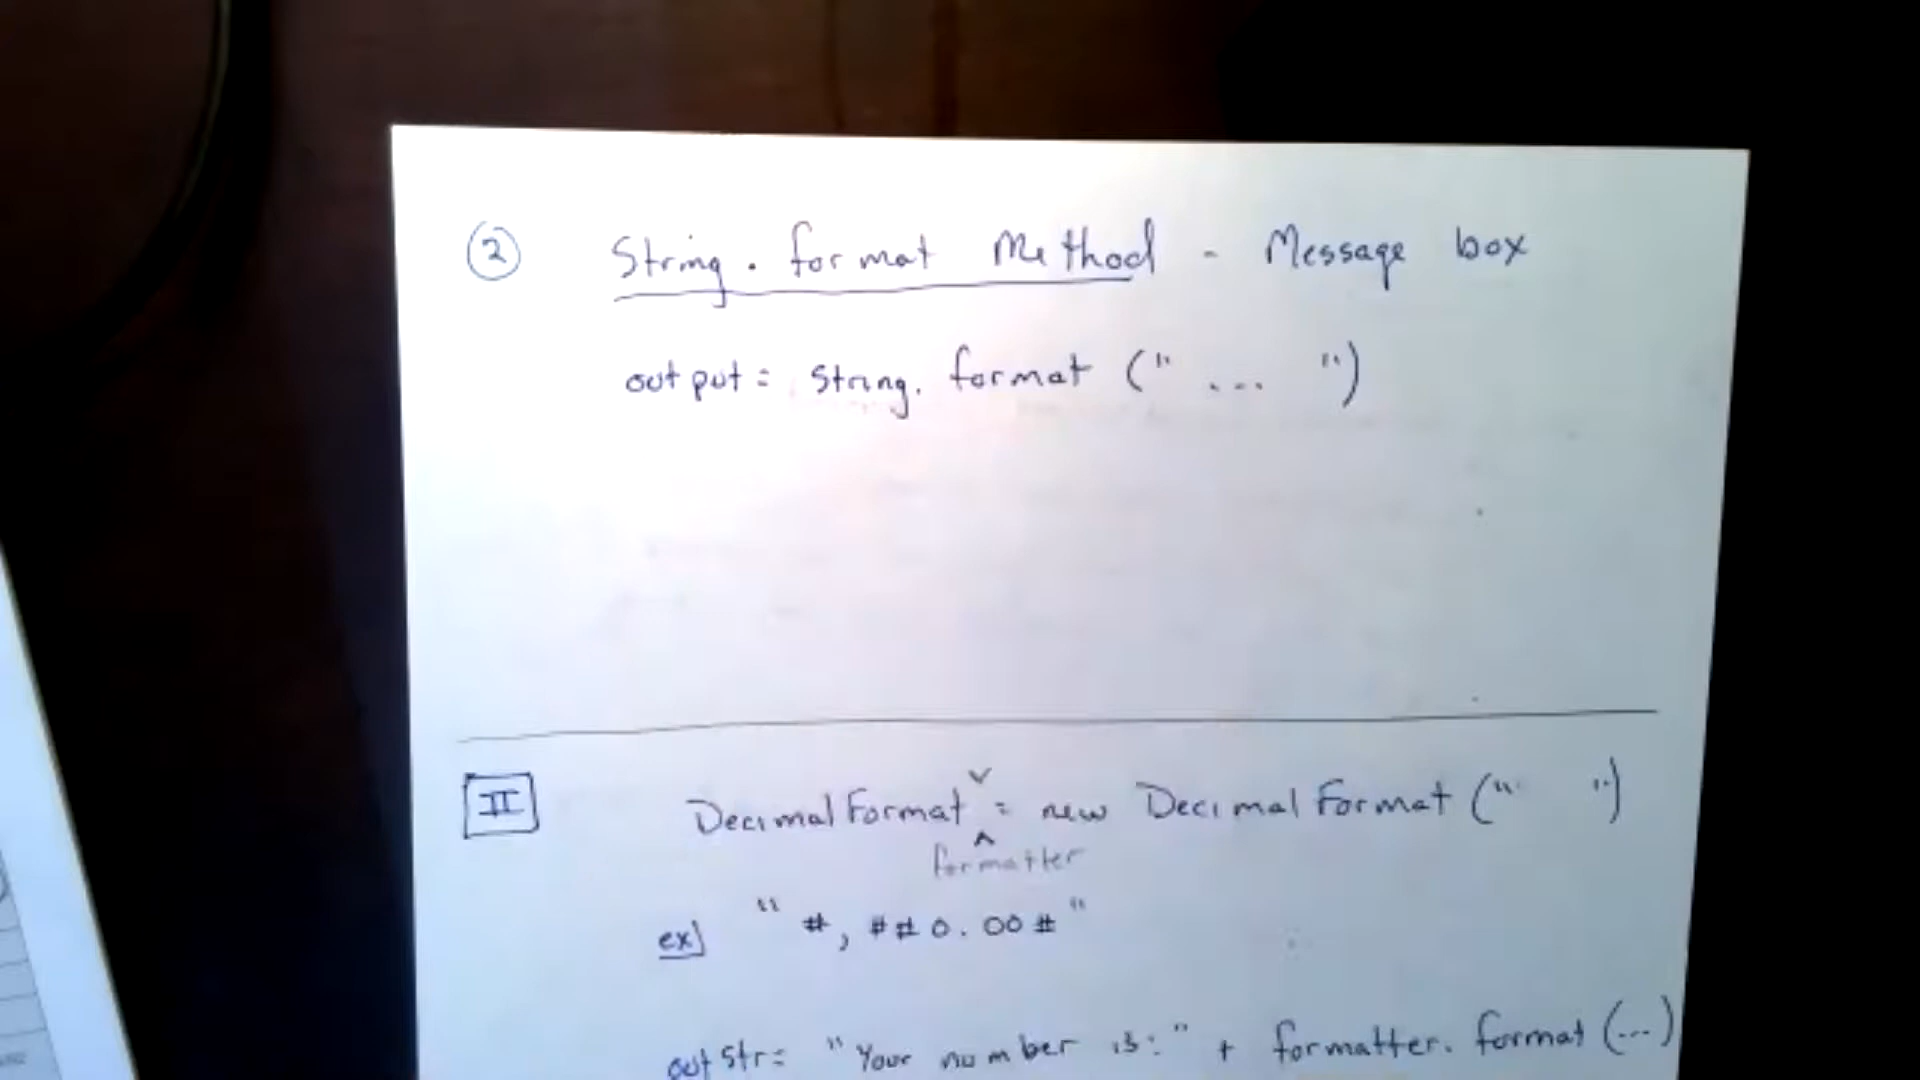 2 String.format Method - Message box
output = String.format (" ... ")
II DecimalFormat = new DecimalFormat (" ")
formatter
ex] "#,##0.00#"
outStr = "Your number is:" + formatter.format (...)